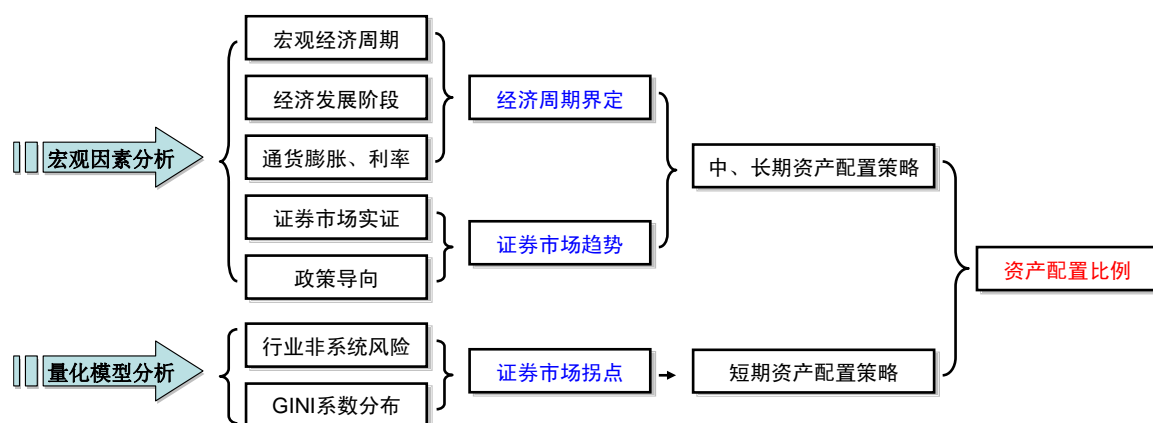 宏观经济周期
经济发展阶段
通货膨胀、利率
证券市场实证
政策导向
宏观因素分析
经济周期界定
证券市场趋势
中、长期资产配置策略
资产配置比例
行业非系统风险
GINI系数分布
量化模型分析
证券市场拐点
短期资产配置策略